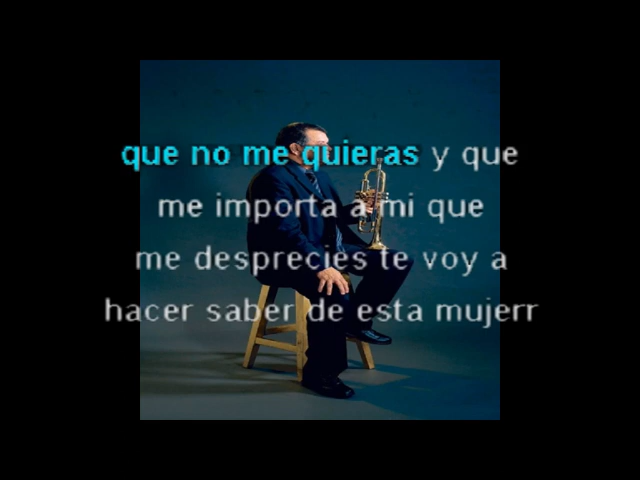 que no me quieras y que
me importa a mi que
me desprecies te voy a
hacer saber de esta mujerr